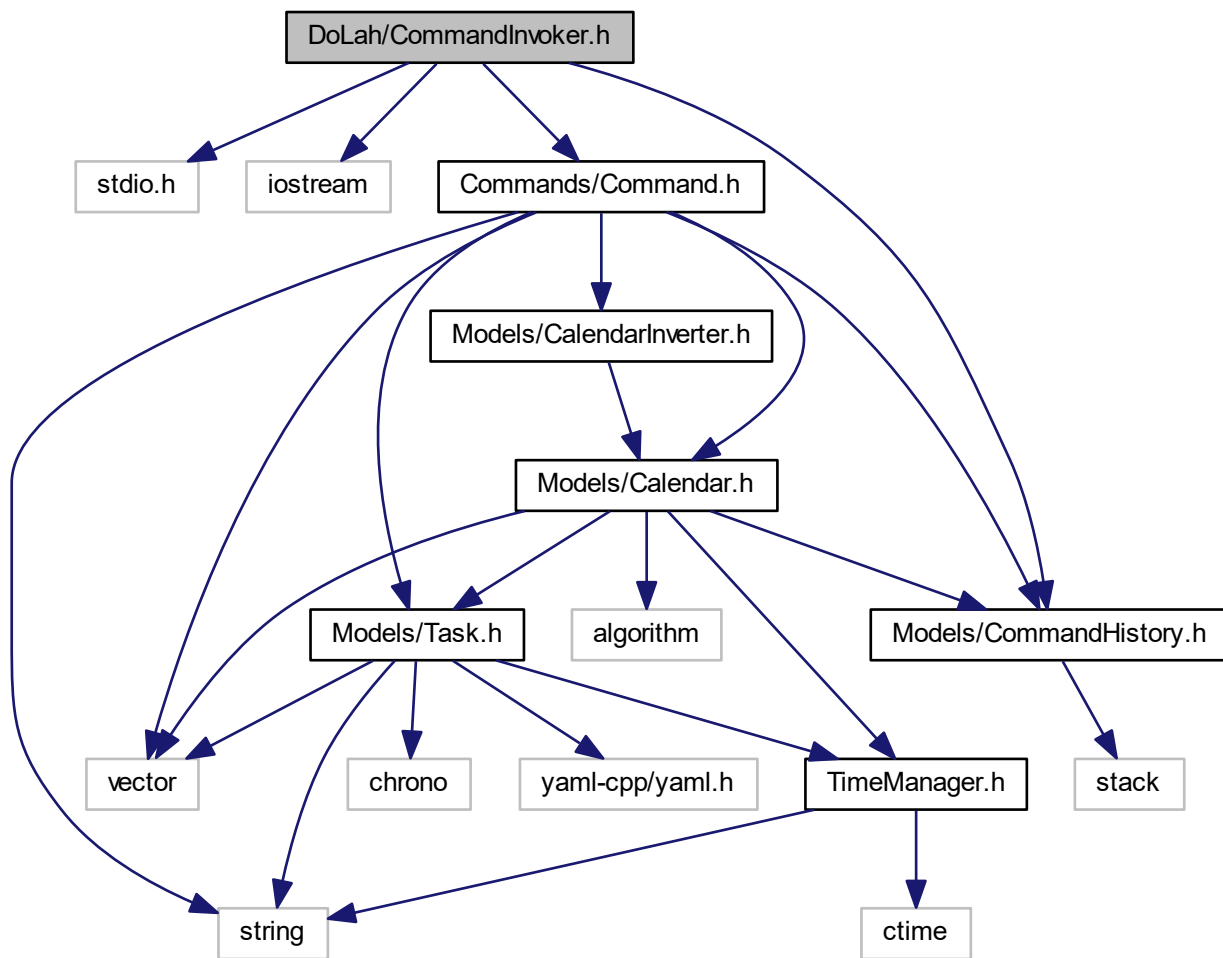 DoLah/CommandInvoker.h
stdio.h
iostream
Commands/Command.h
Models/CalendarInverter.h
Models/Calendar.h
Models/Task.h
algorithm
Models/CommandHistory.h
vector
chrono
yaml-cpp/yaml.h
TimeManager.h
stack
string
ctime